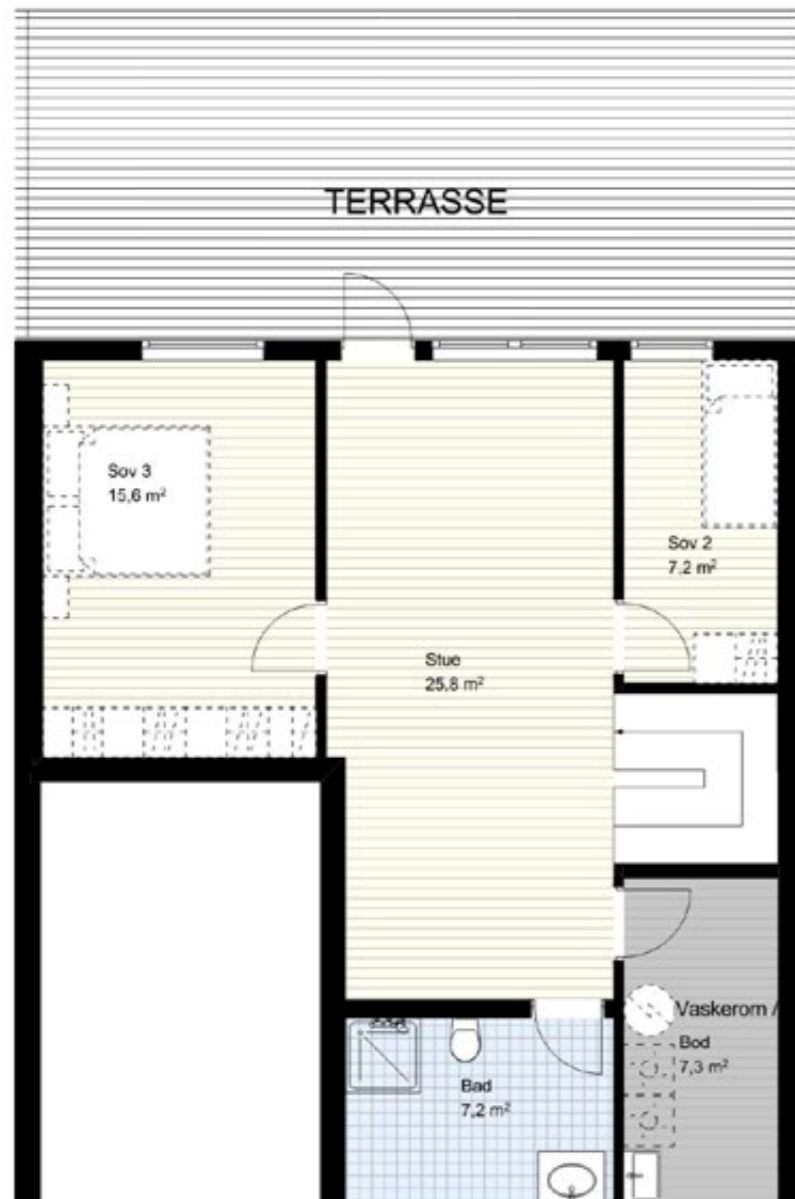 TERRASSE
Sov 3
15,6 m²
Sov 2
7,2 m²
Stue
25,8 m²
Vaskerom /
Bod
7,3 m²
Bad
7,2 m²